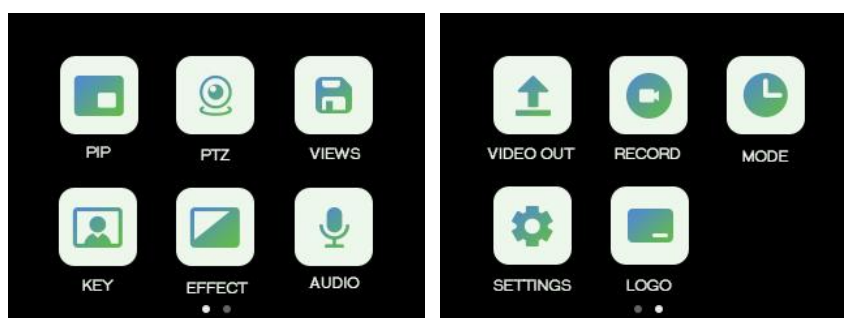 PIP
PTZ
VIEWS
KEY
EFFECT
AUDIO
VIDEO OUT
RECORD
MODE
SETTINGS
LOGO